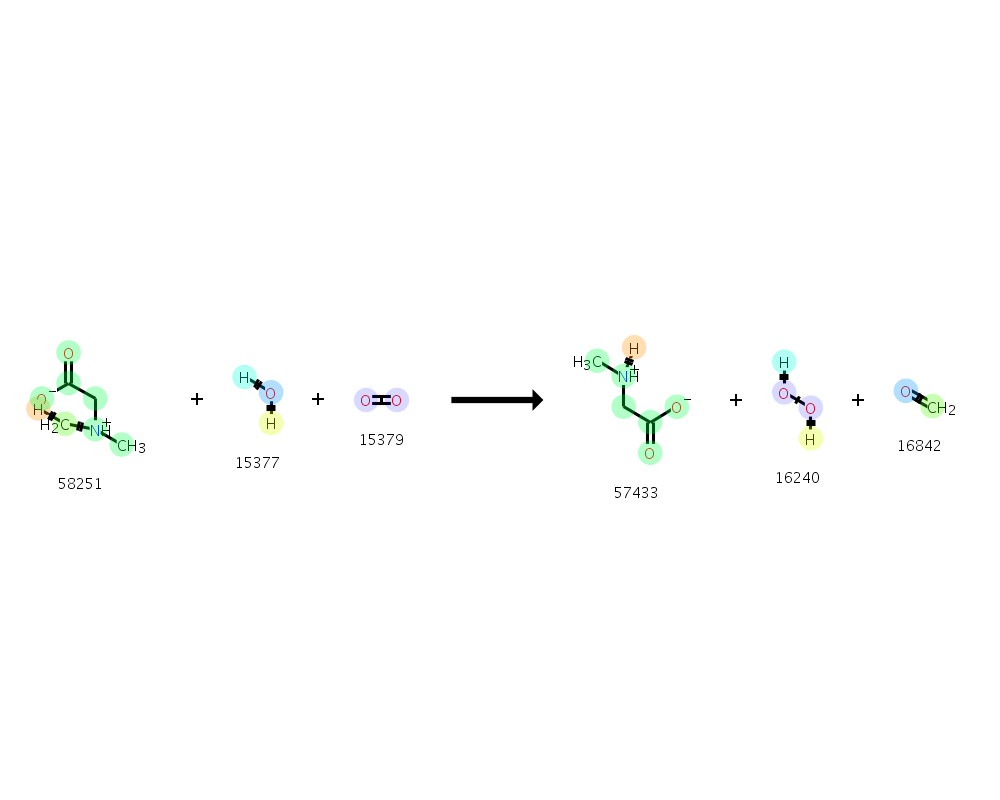 O
O −
H
H₂C
NH +
CH₃
58251
+
H
O
H
15377
+
O O
15379
H
H₃C
NH +
O −
O
57433
+
H
O
O
H
16240
+
O
CH₂
16842